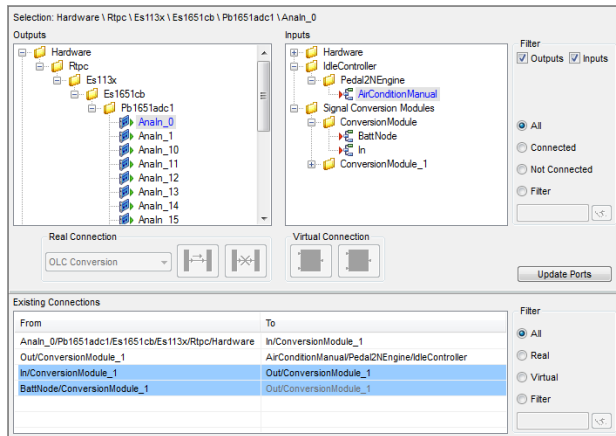 Selection: Hardware \ Rtpc \ Es113x \ Es1651cb \ Pb1651adc1 \ AnaIn_0
Outputs
Hardware
Rtpc
Es113x
Es1651cb
Pb1651adc1
AnaIn_0
AnaIn_1
AnaIn_10
AnaIn_11
AnaIn_12
AnaIn_13
AnaIn_14
AnaIn_15
Inputs
Hardware
IdleController
Pedal2NEngine
AirConditionManual
Signal Conversion Modules
ConversionModule
BattNode
In
ConversionModule_1
Filter
Outputs Inputs
All
Connected
Not Connected
Filter
Real Connection
OLC Conversion
Virtual Connection
Update Ports
Existing Connections
From To
AnaIn_0/Pb1651adc1/Es1651cb/Es113x/Rtpc/Hardware In/ConversionModule_1
Out/ConversionModule_1 AirConditionManual/Pedal2NEngine/IdleController
In/ConversionModule_1 Out/ConversionModule_1
BattNode/ConversionModule_1 Out/ConversionModule_1
Filter
All
Real
Virtual
Filter